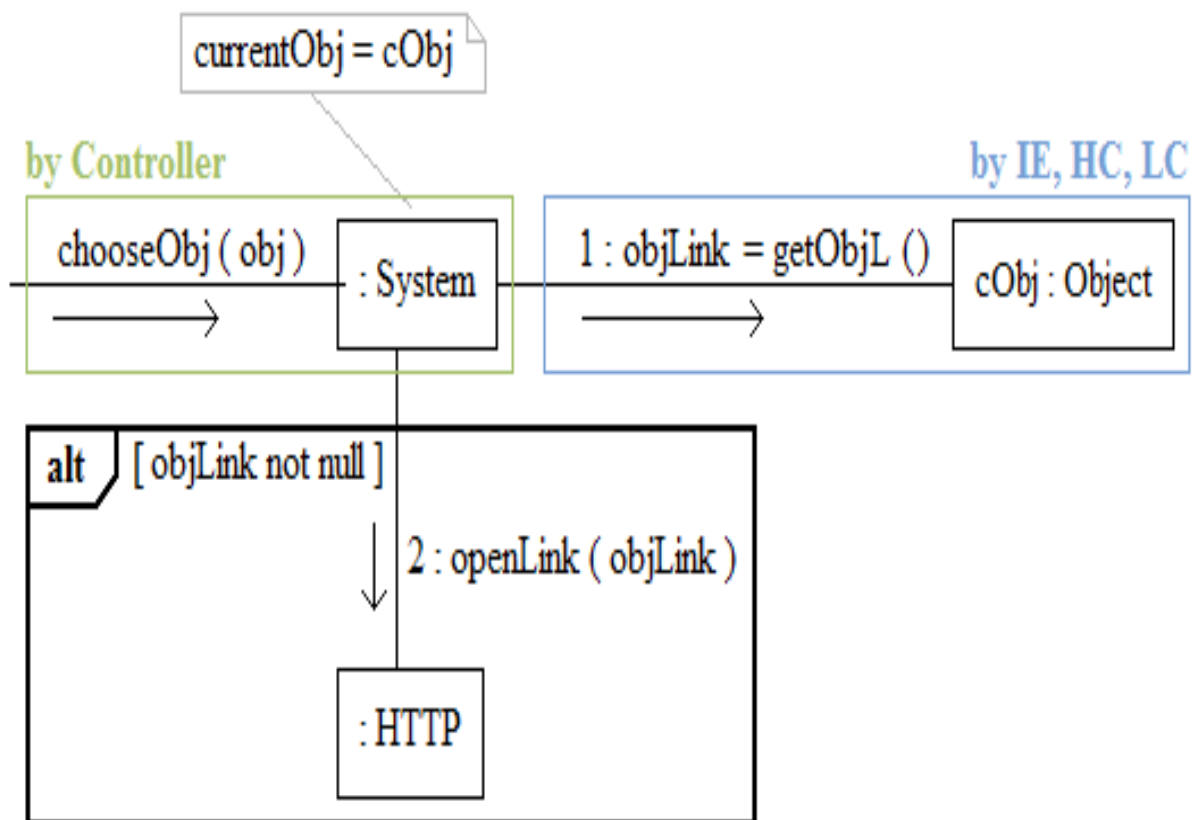 currentObj = cObj
by Controller
by IE, HC, LC
chooseObj ( obj )
: System
1 : objLink = getObjL ()
cObj : Object
alt
[ objLink not null ]
2 : openLink ( objLink )
: HTTP